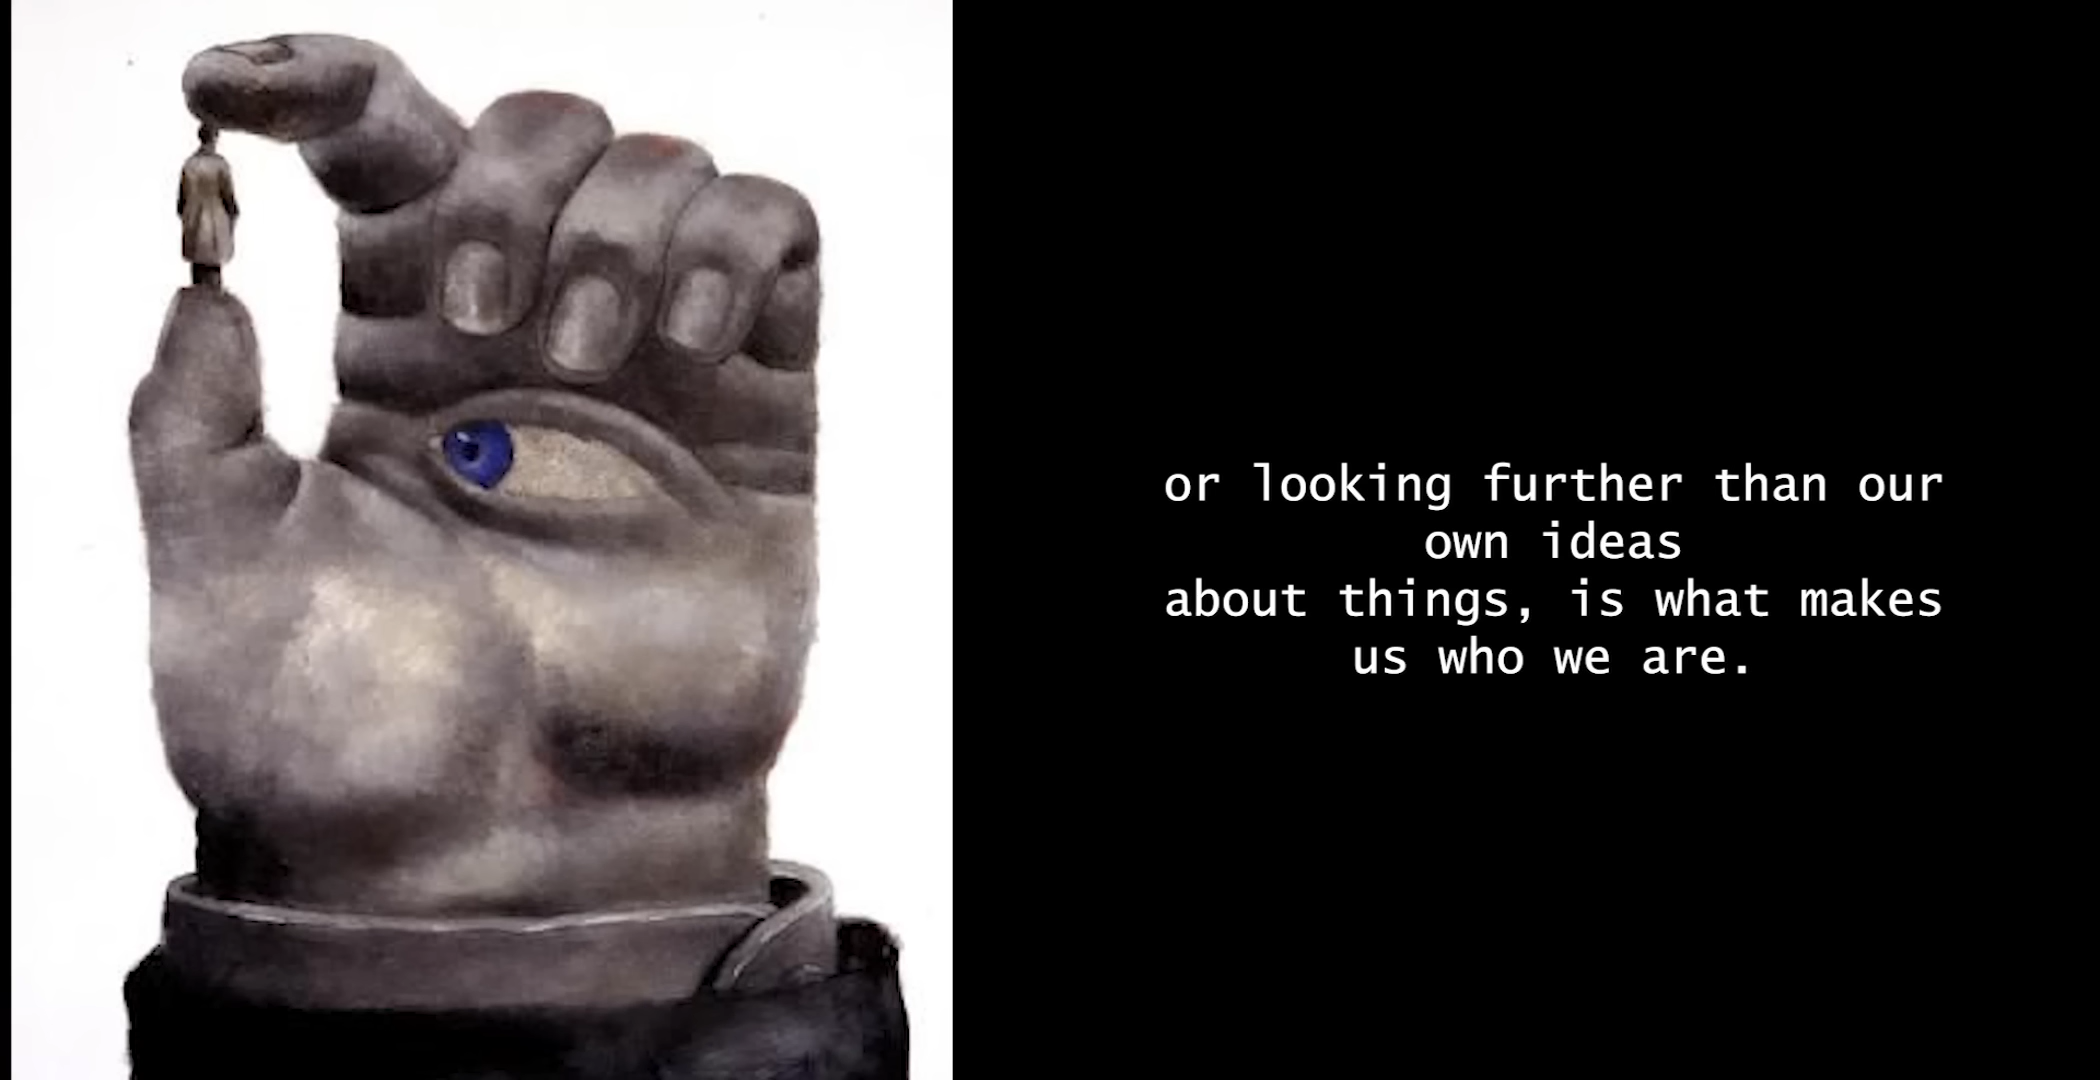 or looking further than our
own ideas
about things, is what makes
us who we are.